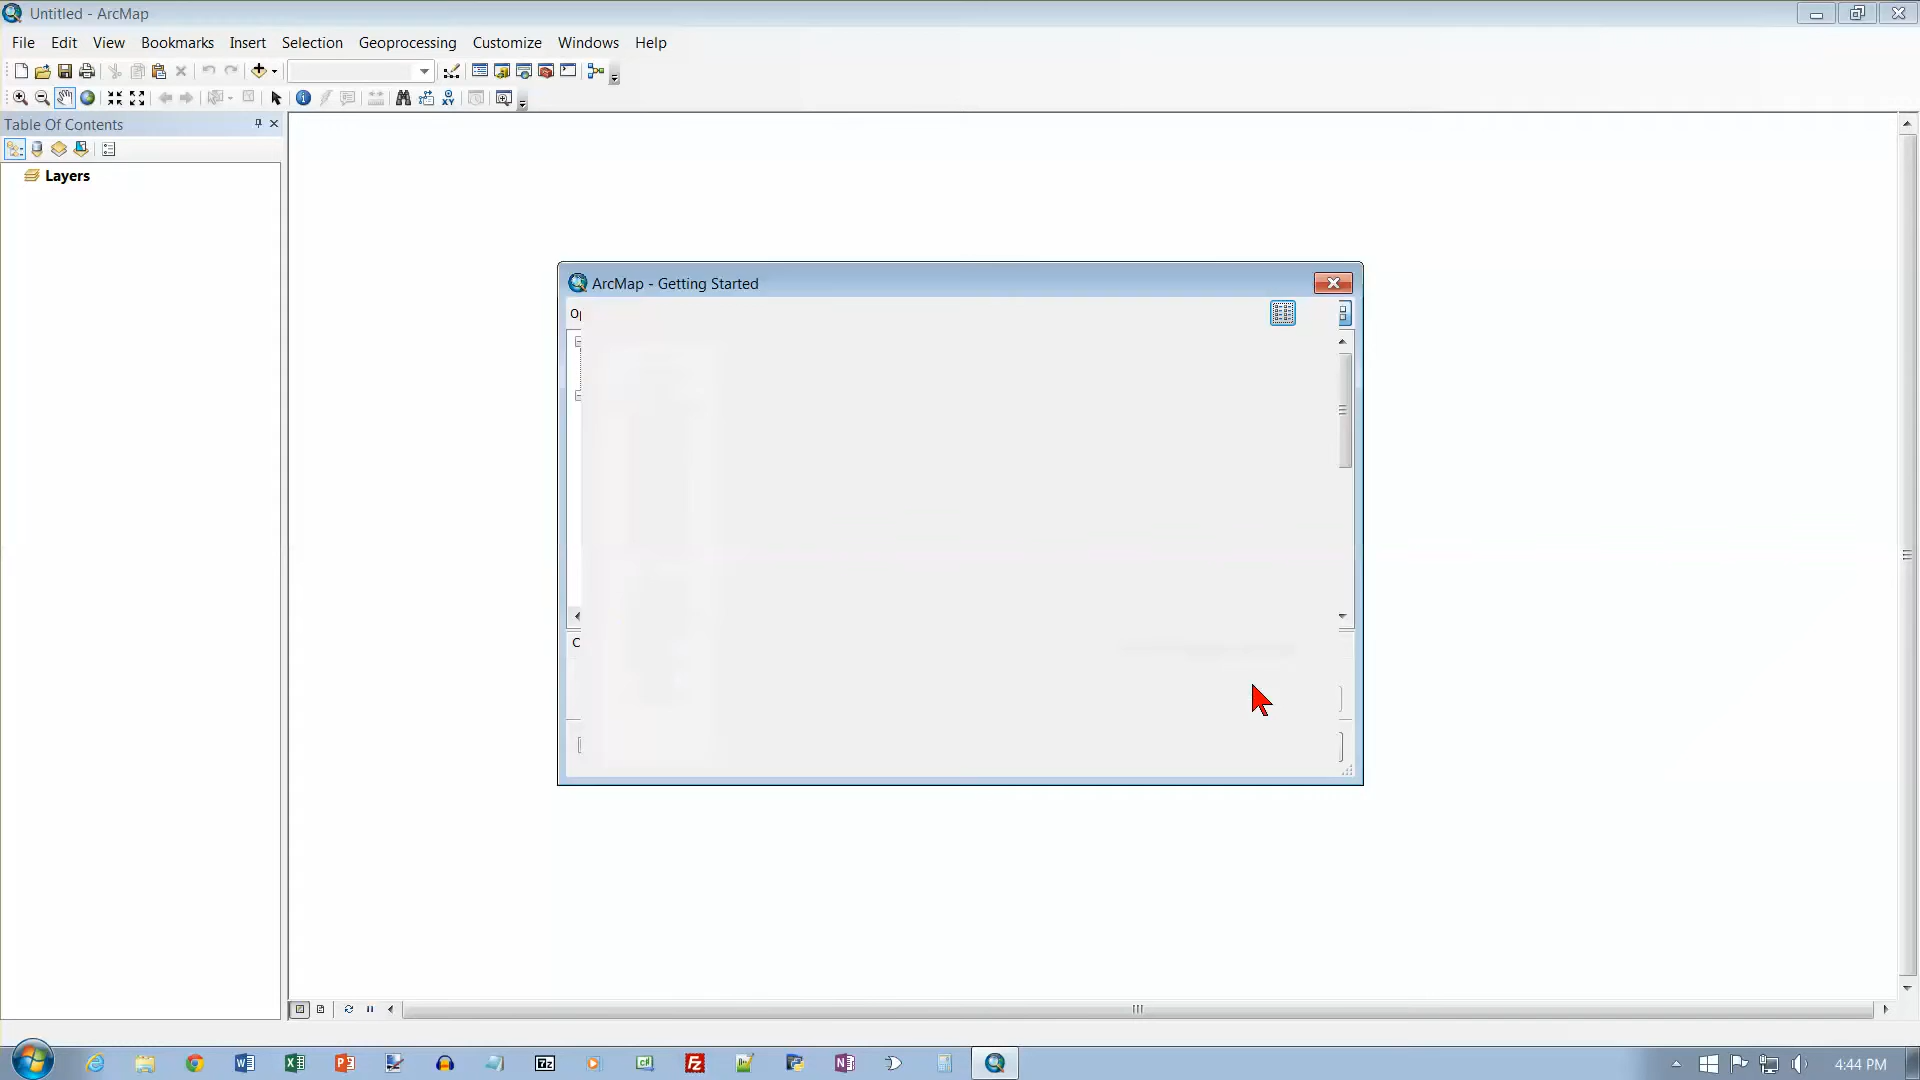 Untitled - ArcMap
File Edit View Bookmarks Insert Selection Geoprocessing Customize Windows Help
Table Of Contents
Layers
ArcMap - Getting Started
Op
C
4:44 PM